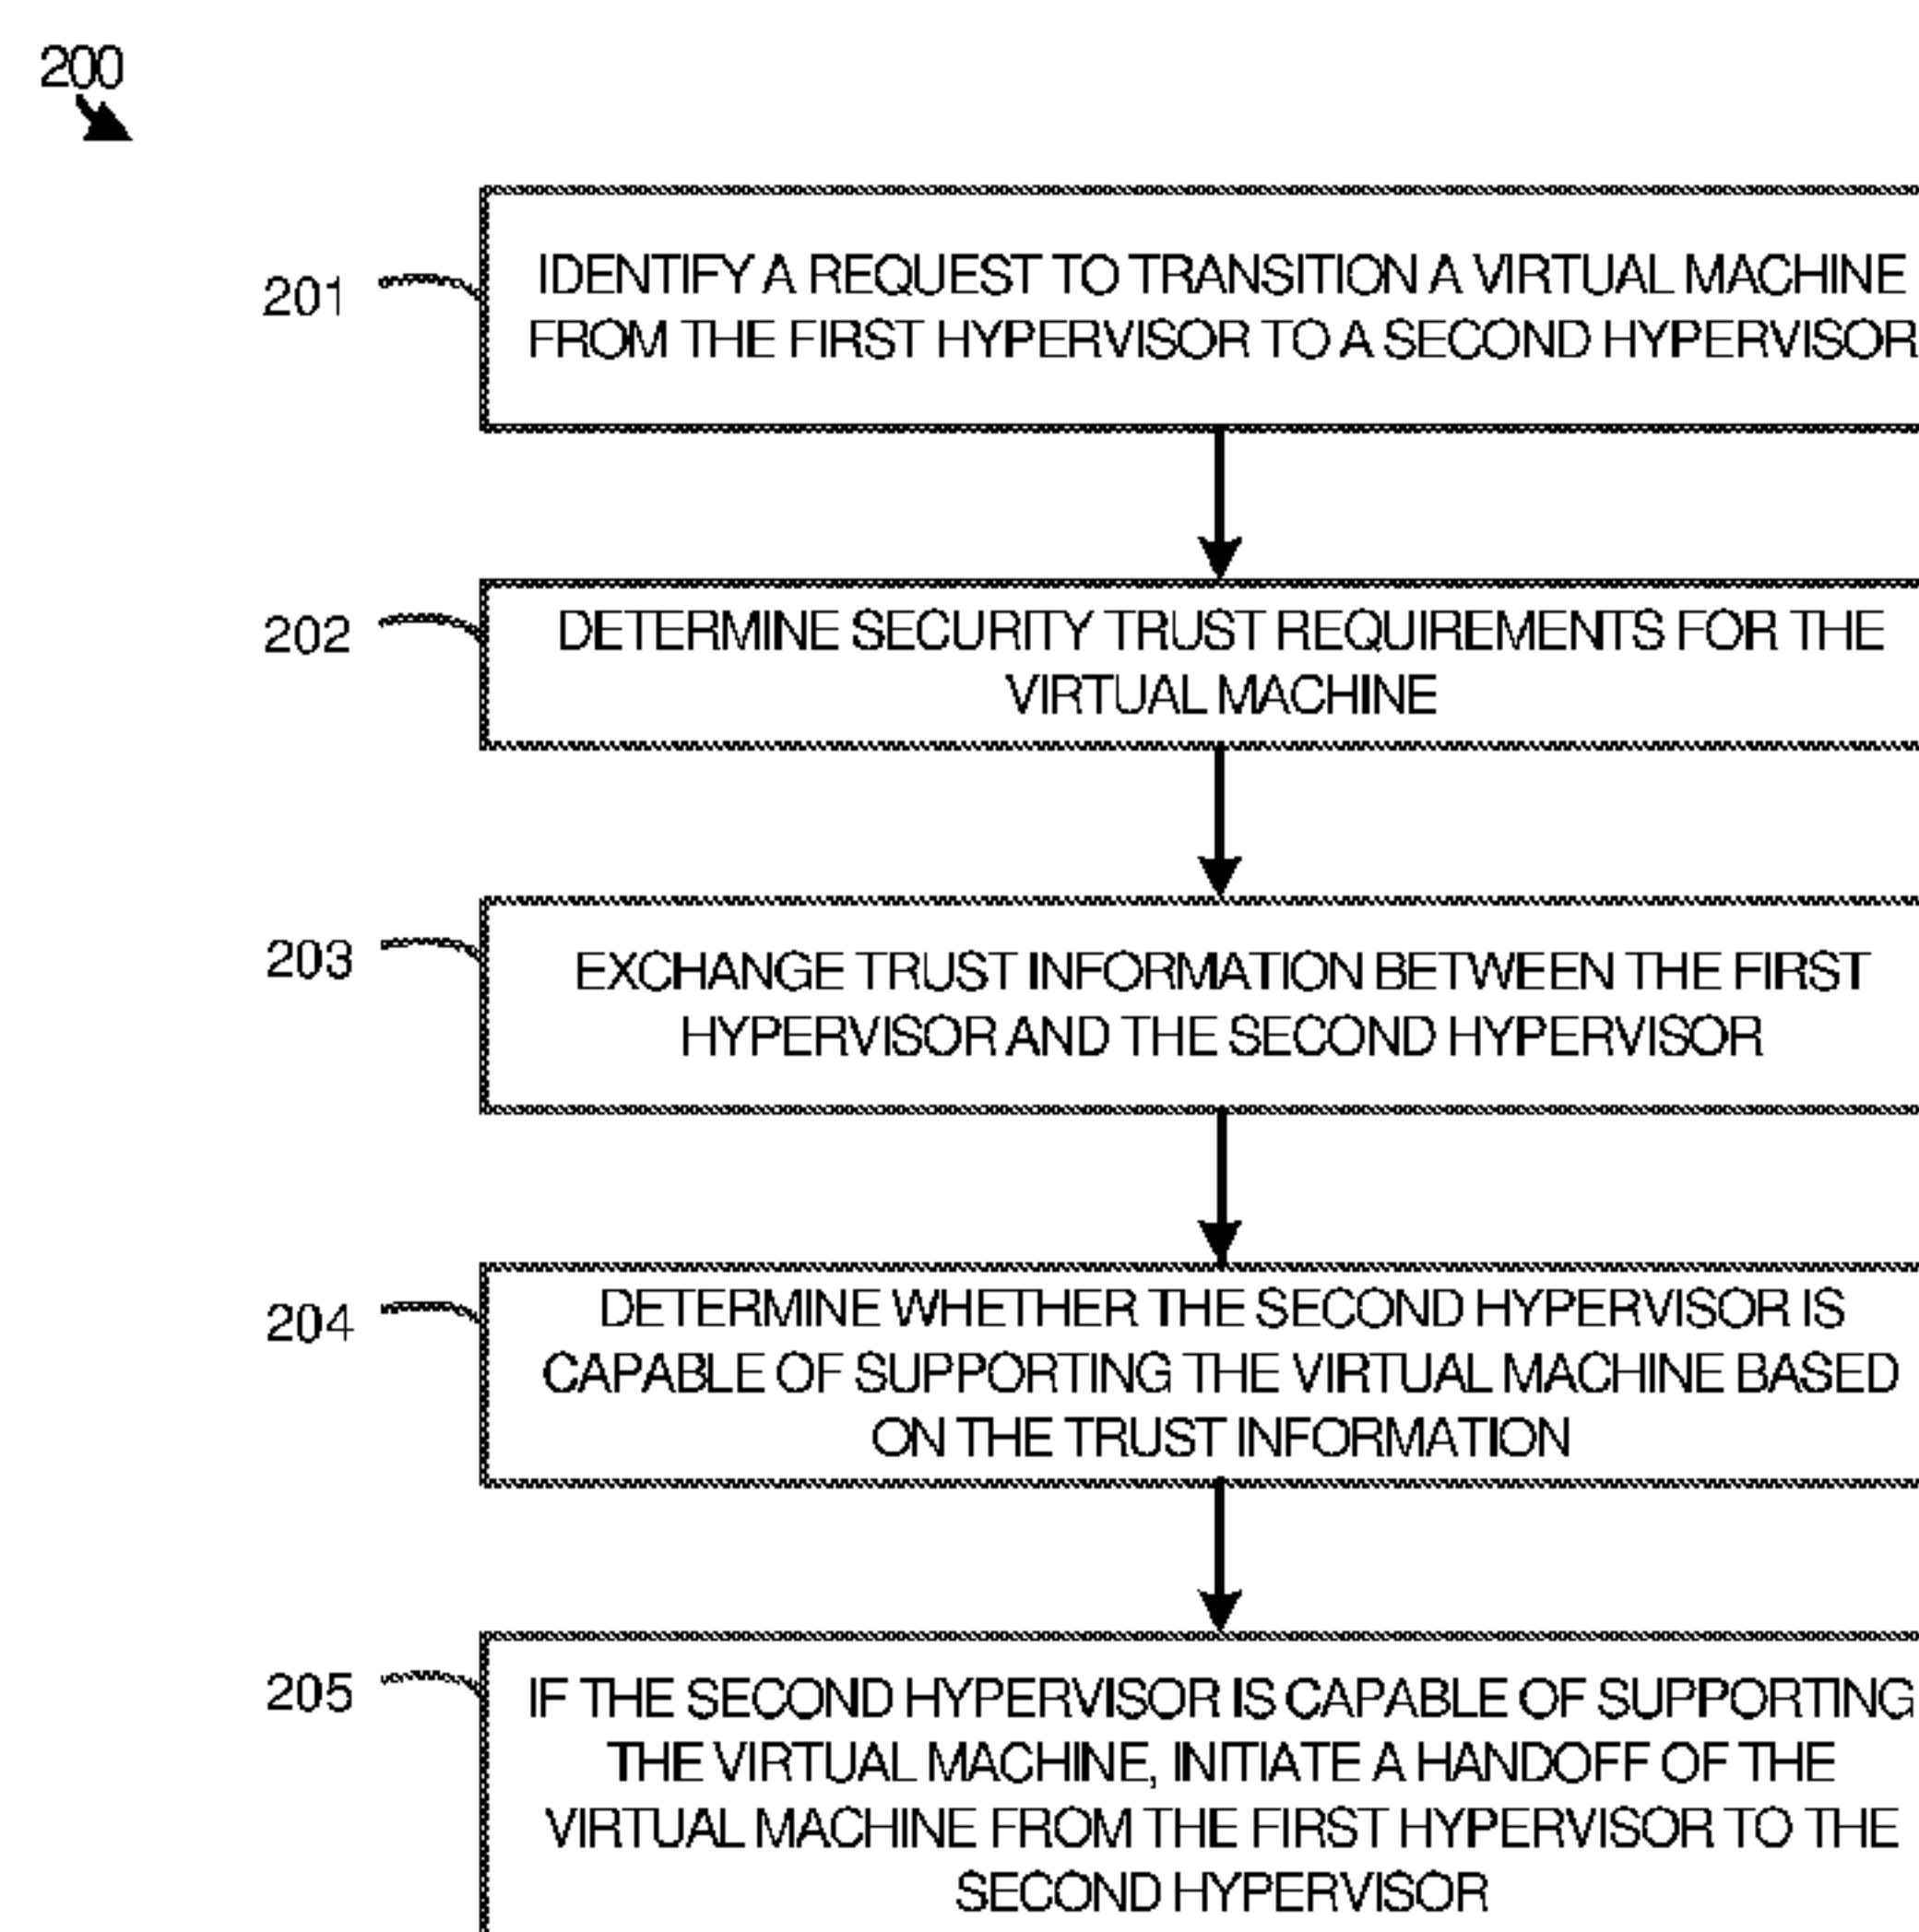 200
201
IDENTIFY A REQUEST TO TRANSITION A VIRTUAL MACHINE
FROM THE FIRST HYPERVISOR TO A SECOND HYPERVISOR
202
DETERMINE SECURITY TRUST REQUIREMENTS FOR THE
VIRTUAL MACHINE
203
EXCHANGE TRUST INFORMATION BETWEEN THE FIRST
HYPERVISOR AND THE SECOND HYPERVISOR
204
DETERMINE WHETHER THE SECOND HYPERVISOR IS
CAPABLE OF SUPPORTING THE VIRTUAL MACHINE BASED
ON THE TRUST INFORMATION
205
IF THE SECOND HYPERVISOR IS CAPABLE OF SUPPORTING
THE VIRTUAL MACHINE, INITIATE A HANDOFF OF THE
VIRTUAL MACHINE FROM THE FIRST HYPERVISOR TO THE
SECOND HYPERVISOR